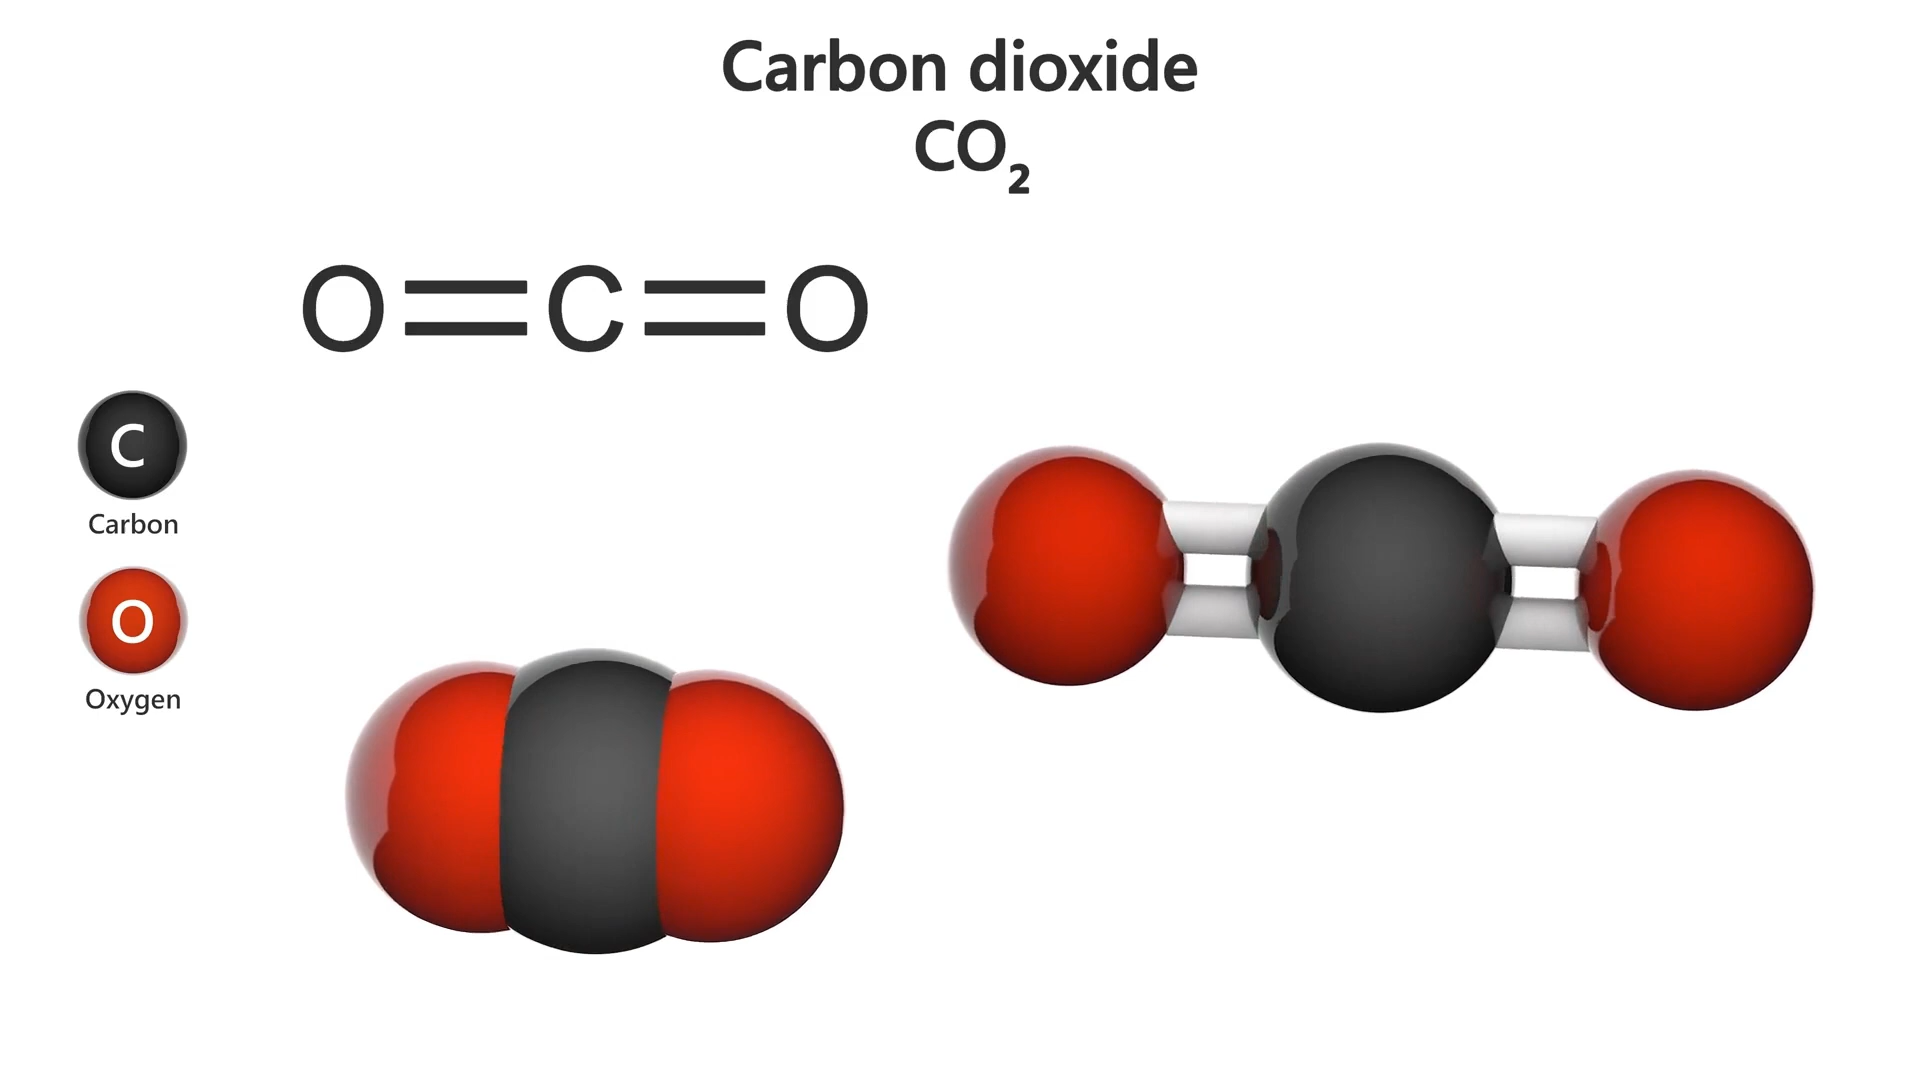 Carbon dioxide
CO₂
O=C=O
C
Carbon
O
Oxygen